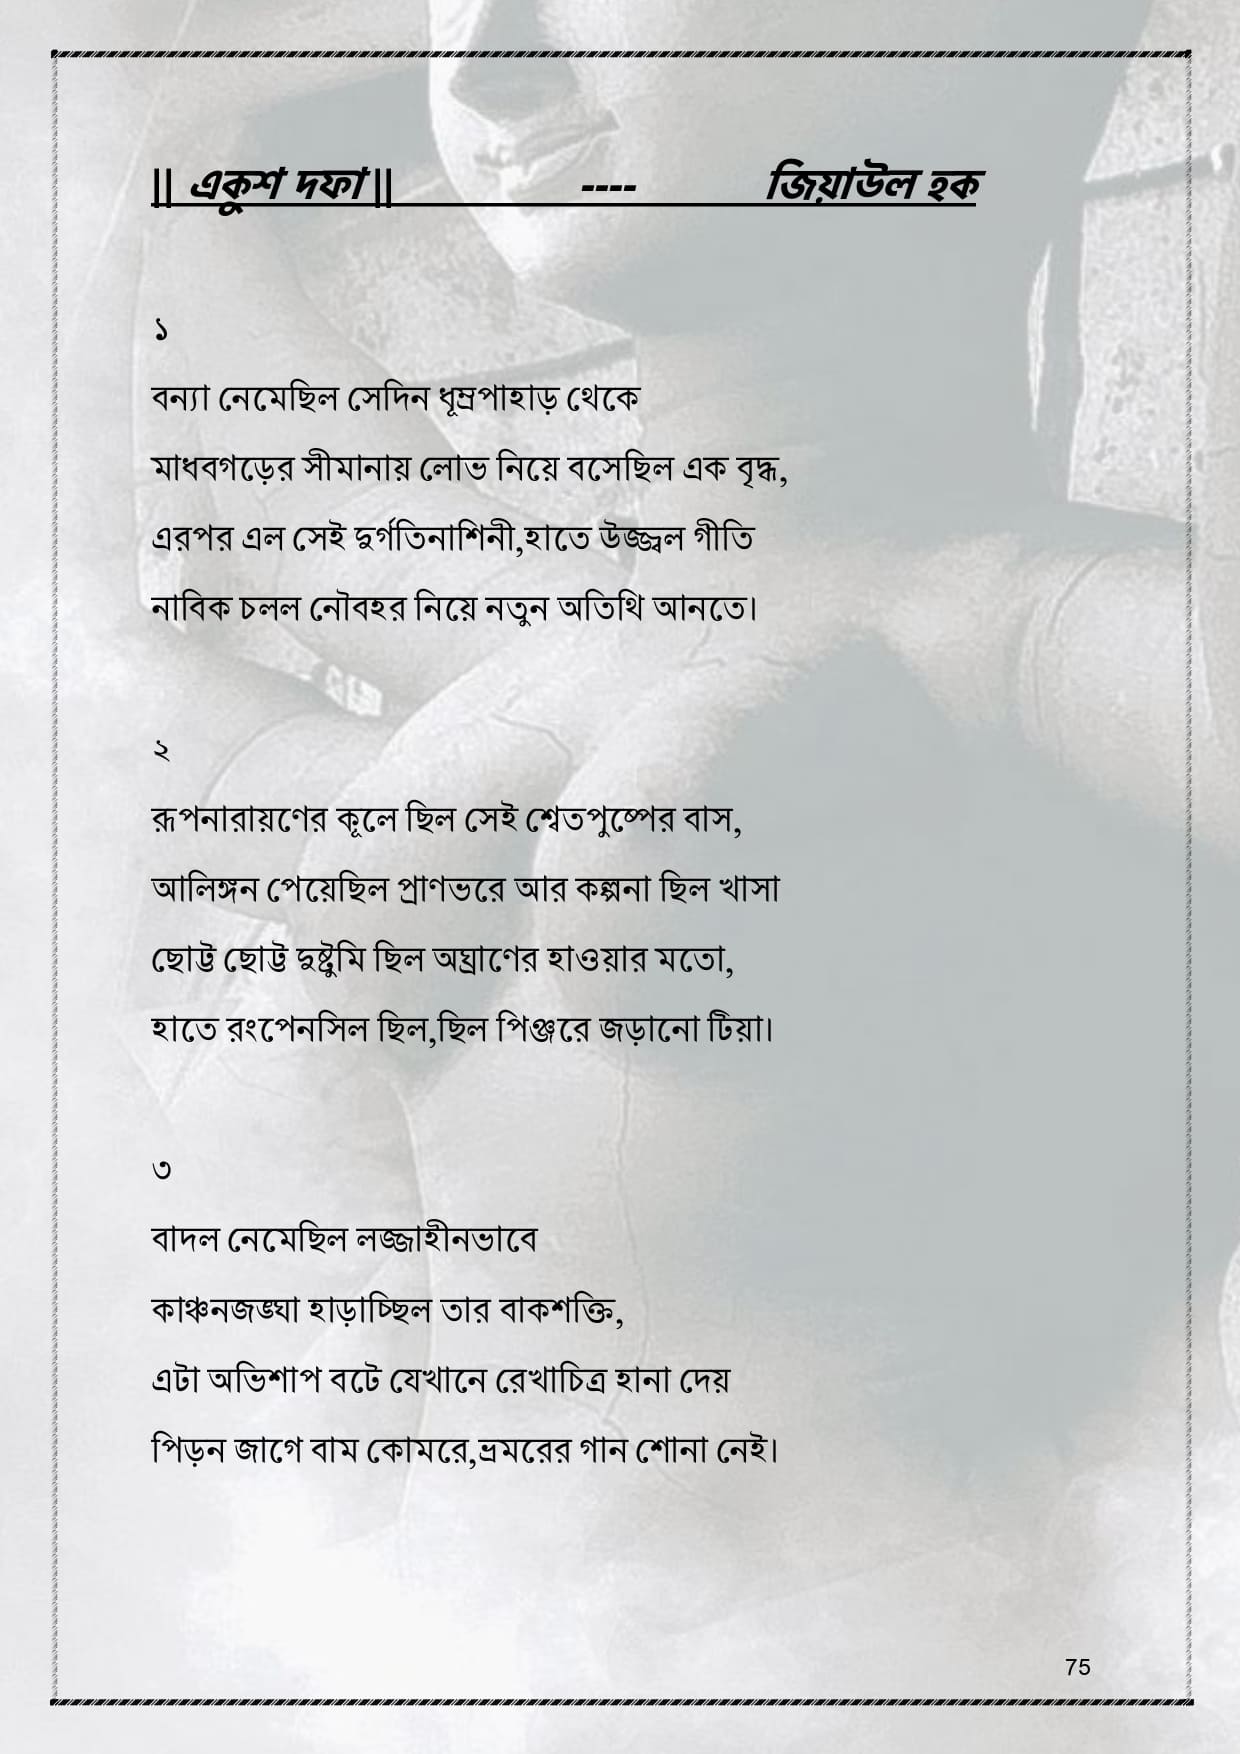 || একুশ দফা || ---- জিয়াউল হক
১
বন্যা নেমেছিল সেদিন ধূম্রপাহাড় থেকে
মাধবগড়ের সীমানায় লোভ নিয়ে বসেছিল এক বৃদ্ধ,
এরপর এল সেই দুর্গতিনাশিনী,হাতে উজ্জ্বল গীতি
নাবিক চলল নৌবহর নিয়ে নতুন অতিথি আনতে।
২
রূপনারায়ণের কূলে ছিল সেই শ্বেতপুষ্পের বাস,
আলিঙ্গন পেয়েছিল প্রাণভরে আর কল্পনা ছিল খাসা
ছোট্ট ছোট্ট দুষ্টুমি ছিল অঘ্রাণের হাওয়ার মতো,
হাতে রংপেনসিল ছিল,ছিল পিঞ্জরে জড়ানো টিয়া।
৩
বাদল নেমেছিল লজ্জাহীনভাবে
কাঞ্চনজঙ্ঘা হাড়াচ্ছিল তার বাকশক্তি,
এটা অভিশাপ বটে যেখানে রেখাচিত্র হানা দেয়
পিড়ন জাগে বাম কোমরে,ভ্রমরের গান শোনা নেই।
75